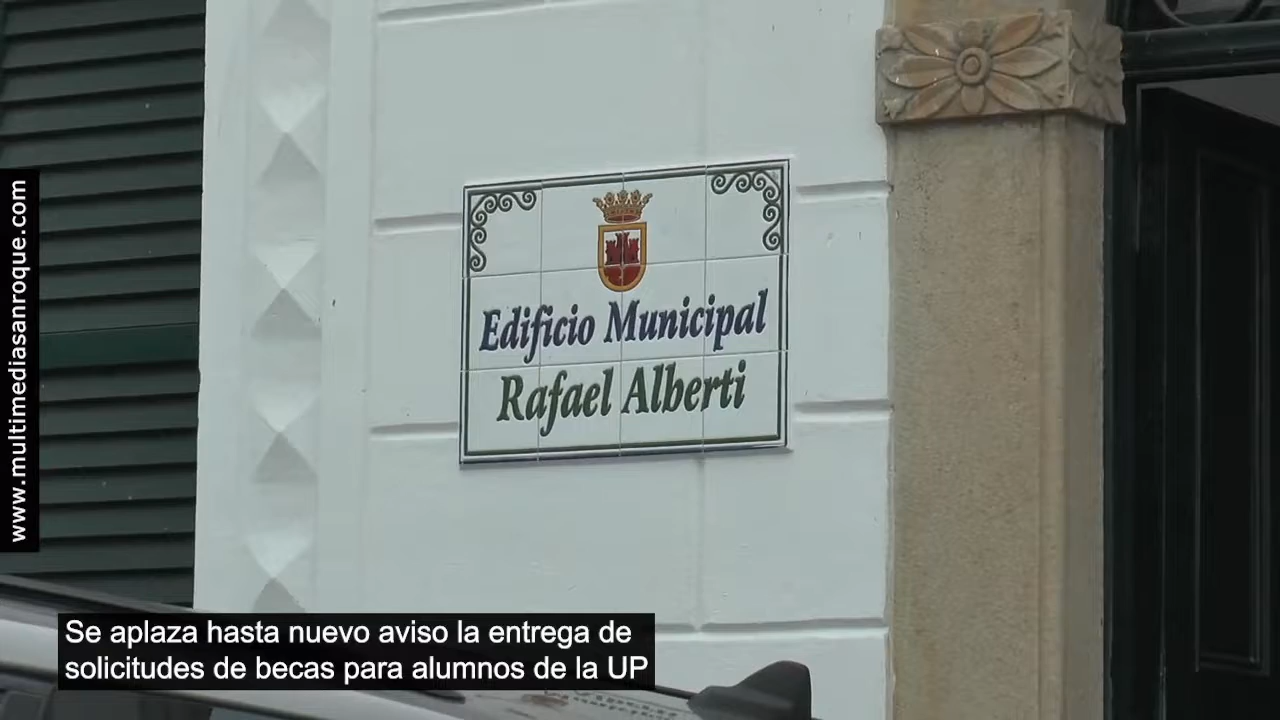 www.multimediasanroque.com
Edificio Municipal
Rafael Alberti
Se aplaza hasta nuevo aviso la entrega de
solicitudes de becas para alumnos de la UP